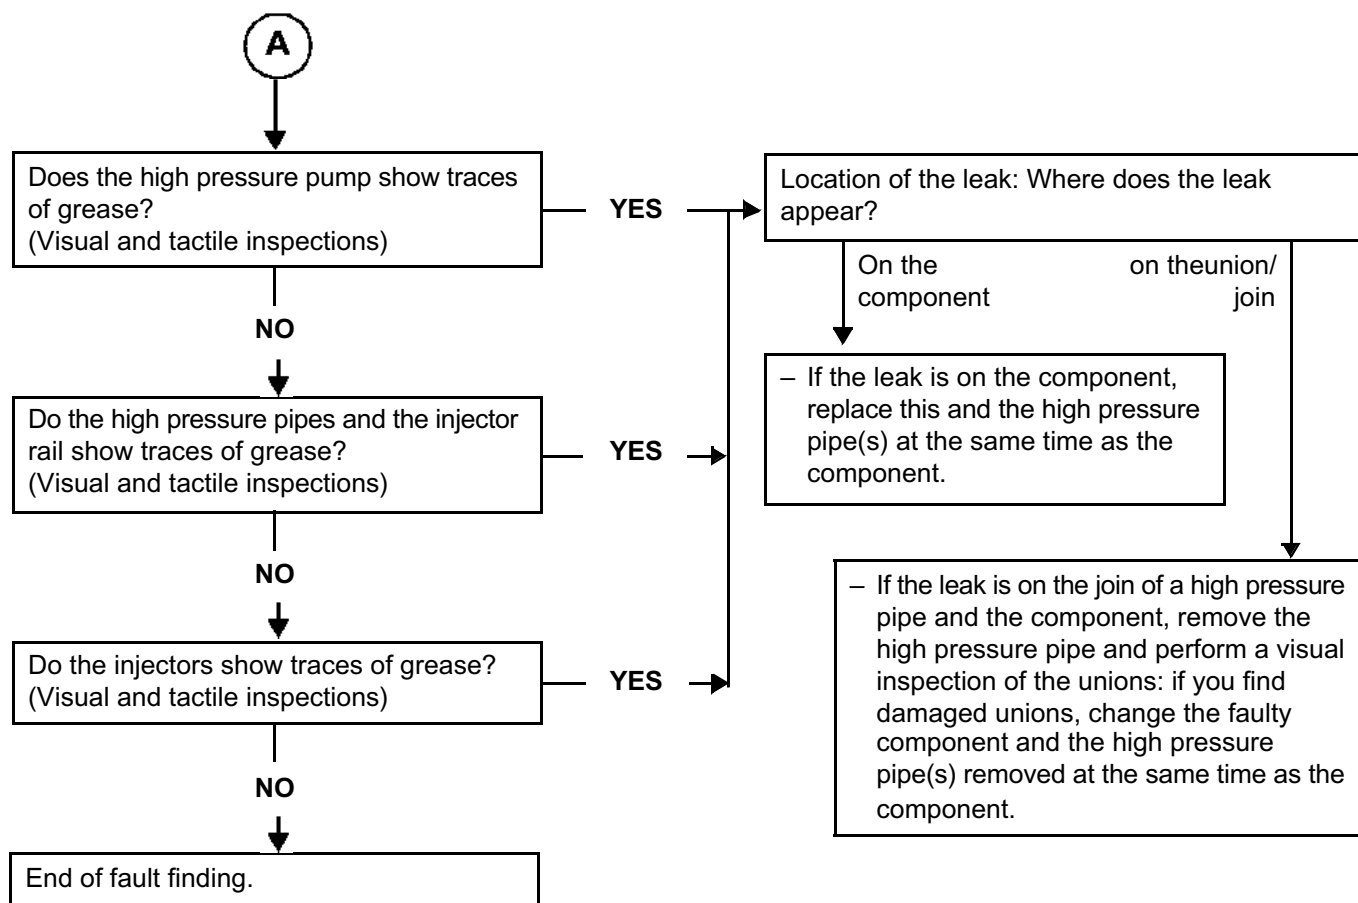 A
Does the high pressure pump show traces
of grease?
(Visual and tactile inspections)
YES
Location of the leak: Where does the leak
appear?
On the
component
on theunion/
join
NO
– If the leak is on the component,
replace this and the high pressure
pipe(s) at the same time as the
component.
Do the high pressure pipes and the injector
rail show traces of grease?
(Visual and tactile inspections)
YES
NO
– If the leak is on the join of a high pressure
pipe and the component, remove the
high pressure pipe and perform a visual
inspection of the unions: if you find
damaged unions, change the faulty
component and the high pressure
pipe(s) removed at the same time as the
component.
Do the injectors show traces of grease?
(Visual and tactile inspections)
YES
NO
End of fault finding.